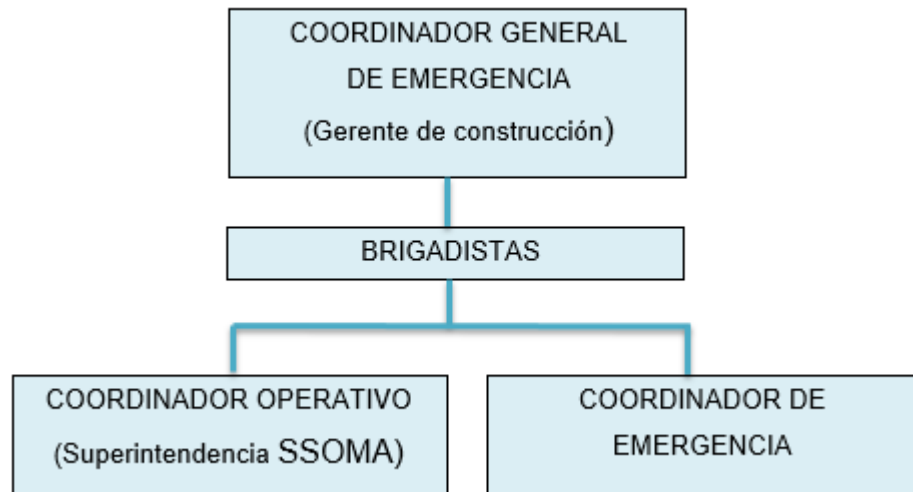 COORDINADOR GENERAL
DE EMERGENCIA
(Gerente de construcción)
BRIGADISTAS
COORDINADOR OPERATIVO
(Superintendencia SSOMA)
COORDINADOR DE
EMERGENCIA